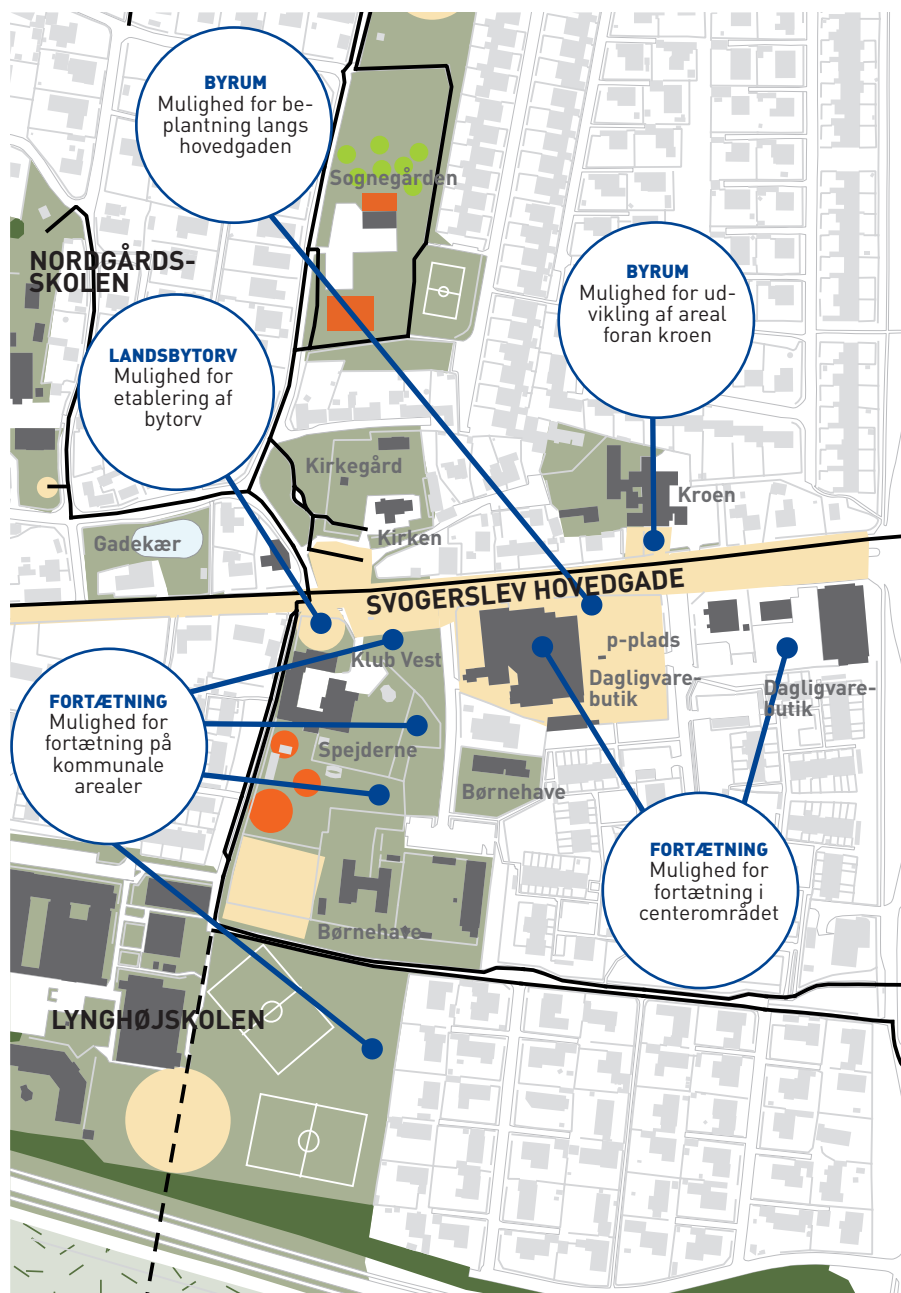 BYRUM
Mulighed for be-
plantning langs
hovedgaden
Sognegården
NORDGÅRDS-
SKOLEN
BYRUM
Mulighed for ud-
vikling af areal
foran kroen
LANDSBYTORV
Mulighed for
etablering af
bytorv
Kirkegård
Kroen
Kirken
Gadekær
SVOGERSLEV HOVEDGADE
p-plads
Klub Vest
Dagligvare-
butik
Dagligvare-
butik
FORTÆTNING
Mulighed for
fortætning på
kommunale
arealer
Spejderne
Børnehave
FORTÆTNING
Mulighed for
fortætning i
centerområdet
Børnehave
LYNGHØJSKOLEN